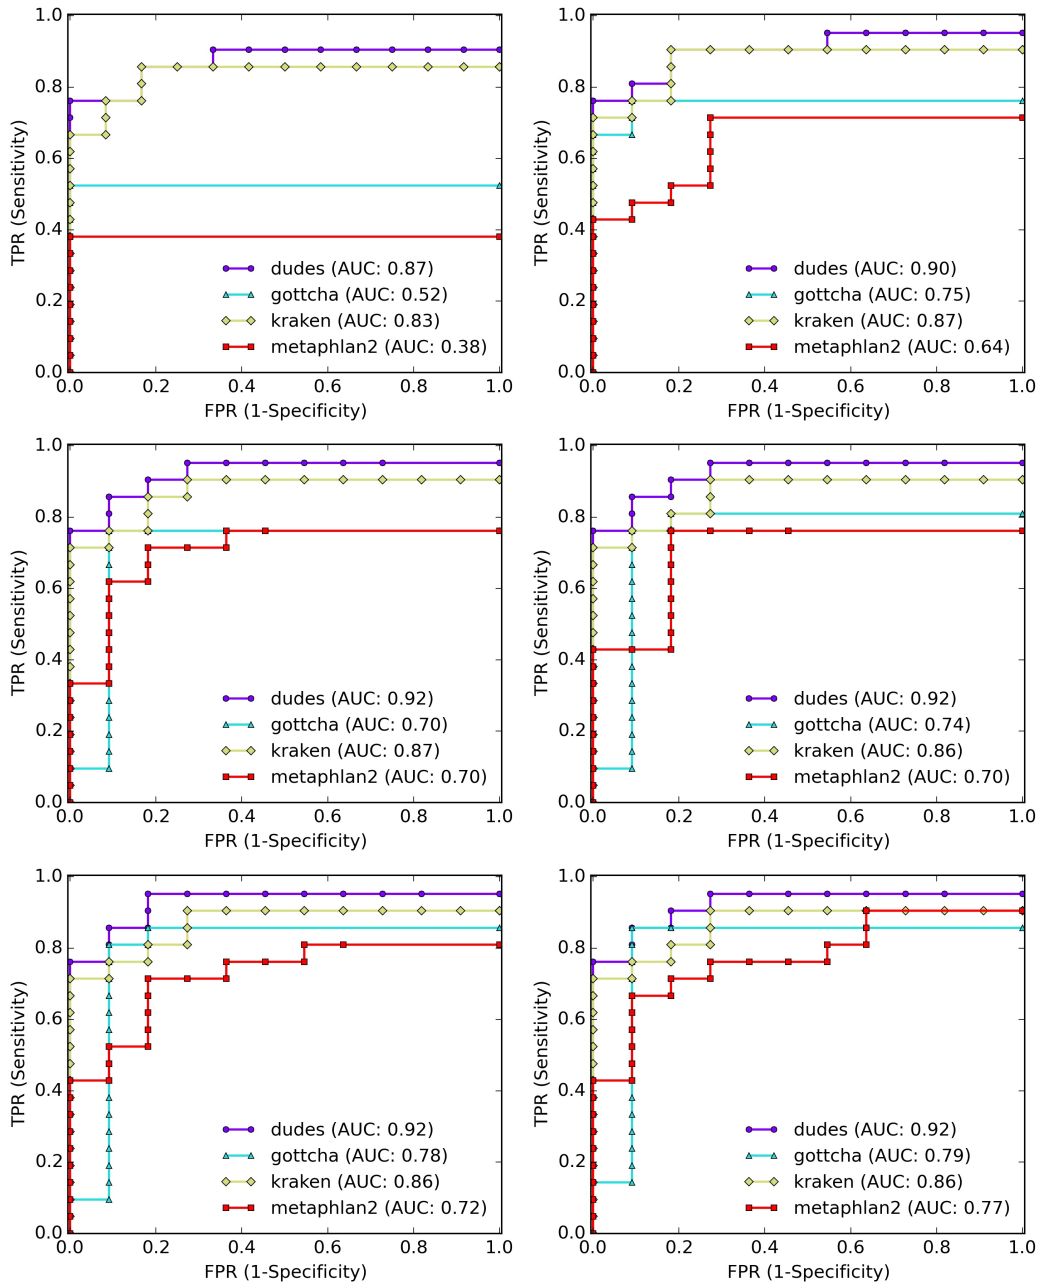 1.0
0.8
0.6
0.4
0.2
0.0
TPR (Sensitivity)
dudes (AUC: 0.87)
gottcha (AUC: 0.52)
kraken (AUC: 0.83)
metaphlan2 (AUC: 0.38)
0.0 0.2 0.4 0.6 0.8 1.0
FPR (1-Specificity)
1.0
0.8
0.6
0.4
0.2
0.0
TPR (Sensitivity)
dudes (AUC: 0.90)
gottcha (AUC: 0.75)
kraken (AUC: 0.87)
metaphlan2 (AUC: 0.64)
0.0 0.2 0.4 0.6 0.8 1.0
FPR (1-Specificity)
1.0
0.8
0.6
0.4
0.2
0.0
TPR (Sensitivity)
dudes (AUC: 0.92)
gottcha (AUC: 0.70)
kraken (AUC: 0.87)
metaphlan2 (AUC: 0.70)
0.0 0.2 0.4 0.6 0.8 1.0
FPR (1-Specificity)
1.0
0.8
0.6
0.4
0.2
0.0
TPR (Sensitivity)
dudes (AUC: 0.92)
gottcha (AUC: 0.74)
kraken (AUC: 0.86)
metaphlan2 (AUC: 0.70)
0.0 0.2 0.4 0.6 0.8 1.0
FPR (1-Specificity)
1.0
0.8
0.6
0.4
0.2
0.0
TPR (Sensitivity)
dudes (AUC: 0.92)
gottcha (AUC: 0.78)
kraken (AUC: 0.86)
metaphlan2 (AUC: 0.72)
0.0 0.2 0.4 0.6 0.8 1.0
FPR (1-Specificity)
1.0
0.8
0.6
0.4
0.2
0.0
TPR (Sensitivity)
dudes (AUC: 0.92)
gottcha (AUC: 0.79)
kraken (AUC: 0.86)
metaphlan2 (AUC: 0.77)
0.0 0.2 0.4 0.6 0.8 1.0
FPR (1-Specificity)